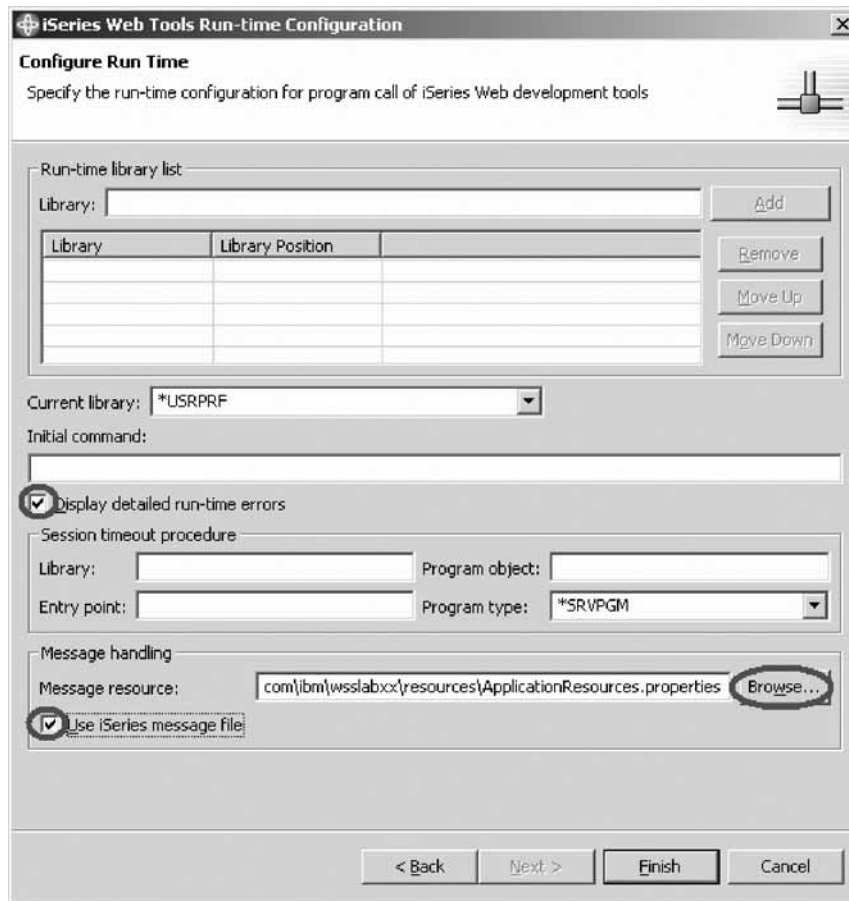 iSeries Web Tools Run-time Configuration
Configure Run Time
Specify the run-time configuration for program call of iSeries Web development tools
Run-time library list
Library: Add
Library Library Position
Remove
Move Up
Move Down
Current library: *USRPRF
Initial command:
Display detailed run-time errors
Session timeout procedure
Library: Program object:
Entry point: Program type: *SRVPGM
Message handling
Message resource: com\ibm\wsslabxx\resources\ApplicationResources.properties Browse...
Use iSeries message file
< Back Next > Finish Cancel